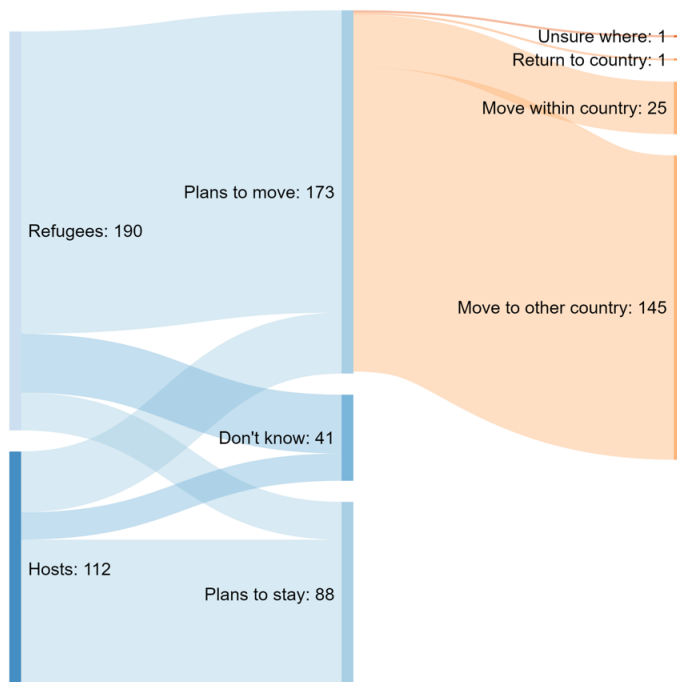 Unsure where: 1
Return to country: 1
Move within country: 25
Plans to move: 173
Refugees: 190
Move to other country: 145
Don't know: 41
Hosts: 112
Plans to stay: 88